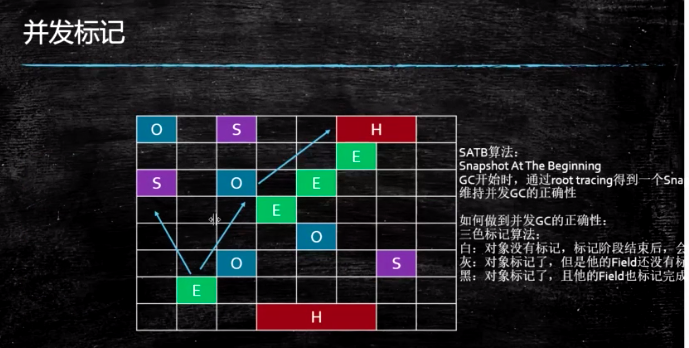 并发标记
O S H
E
SATB算法：
Snapshot At The Beginning
S O E
GC开始时，通过root tracing得到一个Sna
维持并发GC的正确性
E
如何做到并发GC的正确性：
O
三色标记算法：
白：对象没有标记，标记阶段结束后，会
O S
灰：对象标记了，但是他的Field还没有标
黑：对象标记了，且他的Field也标记完成
E
H